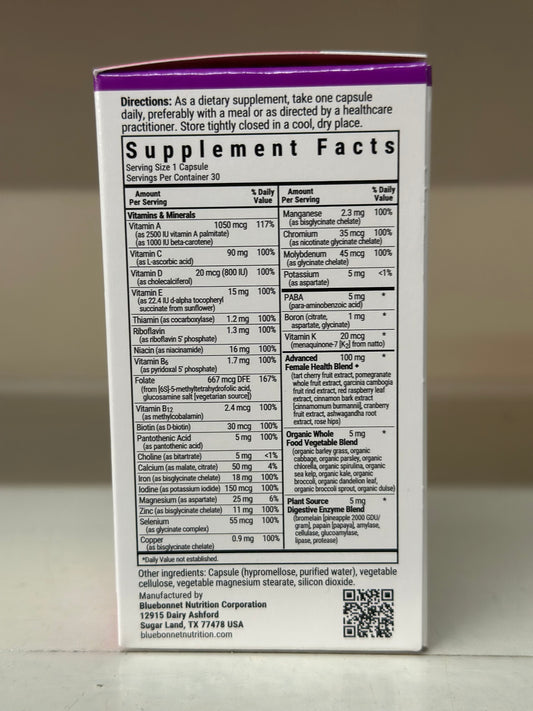 Directions: As a dietary supplement, take one capsule
daily, preferably with a meal or as directed by a healthcare
practitioner. Store tightly closed in a cool, dry place.
Supplement Facts
Serving Size 1 Capsule
Servings Per Container 30
Amount Per Serving % Daily Value
Vitamins & Minerals
Vitamin A 1050 mcg 117%
(as 2500 IU vitamin A palmitate)
(as 1000 IU beta-carotene)
Vitamin C 90 mg 100%
(as L-ascorbic acid)
Vitamin D 20 mcg (800 IU) 100%
(as cholecalciferol)
Vitamin E 15 mg 100%
(as 22.4 IU d-alpha tocopheryl
succinate from sunflower)
Thiamin (as cocarboxylase) 1.2 mg 100%
Riboflavin 1.3 mg 100%
(as riboflavin 5' phosphate)
Niacin (as niacinamide) 16 mg 100%
Vitamin B6 1.7 mg 100%
(as pyridoxal 5' phosphate)
Folate 667 mcg DFE 167%
(from [6S]-5-methyltetrahydrofolic acid,
glucosamine salt [vegetarian source])
Vitamin B12 2.4 mcg 100%
(as methylcobalamin)
Biotin (as D-biotin) 30 mcg 100%
Pantothenic Acid 5 mg 100%
(as pantothenic acid)
Choline (as bitartrate) 5 mg <1%
Calcium (as malate, citrate) 50 mg 4%
Iron (as bisglycinate chelate) 18 mg 100%
Iodine (as potassium iodide) 150 mcg 100%
Magnesium (as aspartate) 25 mg 6%
Zinc (as bisglycinate chelate) 11 mg 100%
Selenium 55 mcg 100%
(as glycinate complex)
Copper 0.9 mg 100%
(as bisglycinate chelate)
Amount Per Serving % Daily Value
Manganese 2.3 mg 100%
(as bisglycinate chelate)
Chromium 35 mcg 100%
(as nicotinate glycinate chelate)
Molybdenum 45 mcg 100%
(as glycinate chelate)
Potassium 5 mg <1%
(as aspartate)
PABA 5 mg *
(para-aminobenzoic acid)
Boron (citrate, 1 mg *
aspartate, glycinate)
Vitamin K 20 mcg *
(menaquinone-7 [K2] from natto)
Advanced 100 mg *
Female Health Blend +
(tart cherry fruit extract, pomegranate
whole fruit extract, garcinia cambogia
fruit rind extract, red raspberry leaf
extract, cinnamon bark extract
[cinnamomum burmannii], cranberry
fruit extract, ashwagandha root
extract, rose hips)
Organic Whole 5 mg *
Food Vegetable Blend
(organic barley grass, organic
cabbage, organic parsley, organic
chlorella, organic spirulina, organic
sea kelp, organic kale, organic
broccoli, organic dandelion leaf,
organic broccoli sprout, organic dulse)
Plant Source 5 mg *
Digestive Enzyme Blend
(bromelain [pineapple 2000 GDU/
gram], papain [papaya], amylase,
cellulase, glucoamylase,
lipase, protease)
*Daily Value not established.
Other ingredients: Capsule (hypromellose, purified water), vegetable
cellulose, vegetable magnesium stearate, silicon dioxide.
Manufactured by
Bluebonnet Nutrition Corporation
12915 Dairy Ashford
Sugar Land, TX 77478 USA
bluebonnetnutrition.com